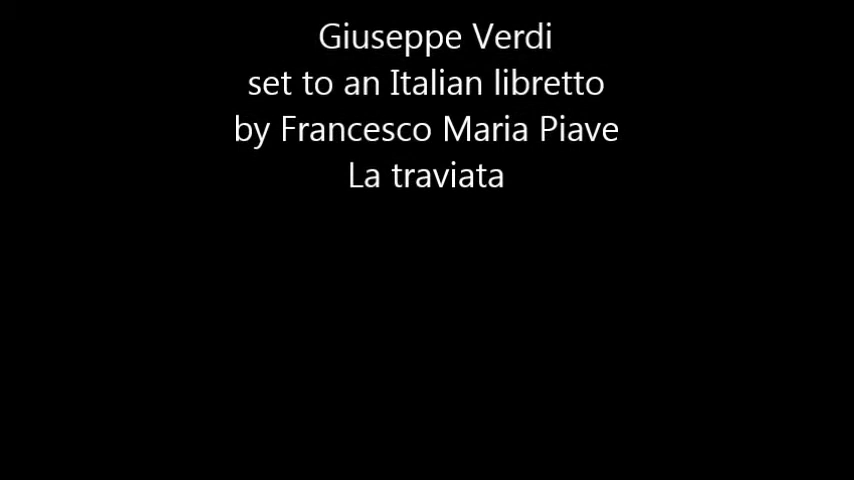 Giuseppe Verdi
set to an Italian libretto
by Francesco Maria Piave
La traviata